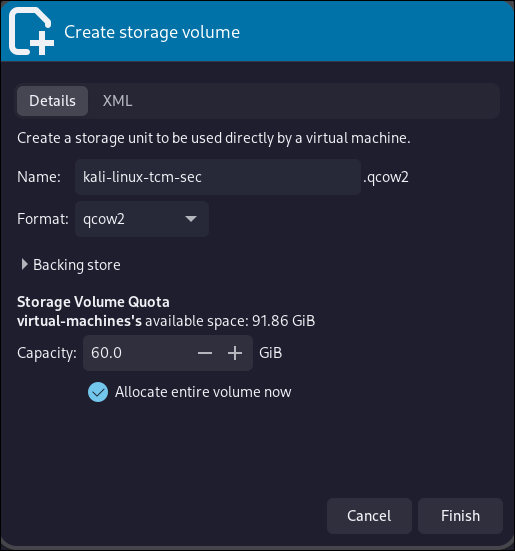 Create storage volume
Details XML
Create a storage unit to be used directly by a virtual machine.
Name: kali-linux-tcm-sec .qcow2
Format: qcow2
Backing store
Storage Volume Quota
virtual-machines's available space: 91.86 GiB
Capacity: 60.0 GiB
Allocate entire volume now
Cancel Finish